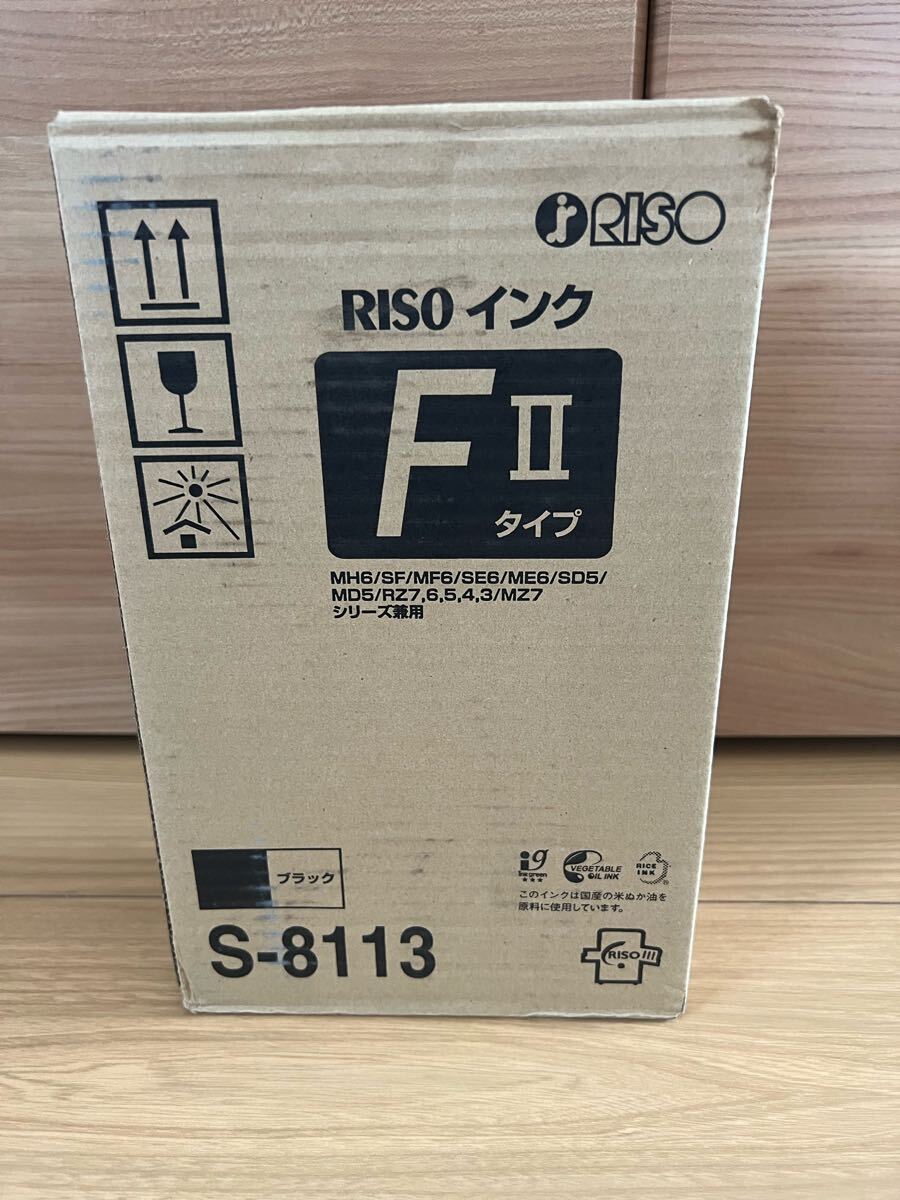 RISO
RISO インク
F II
タイプ
MH6/SF/MF6/SE6/ME6/SD5/
MD5/RZ7,6,5,4,3/MZ7
シリーズ兼用
ブラック
S-8113
ig
Ink green
VEGETABLE
OIL INK
RICE
INK
このインクは国産の米ぬか油を
原料に使用しています。
RISO